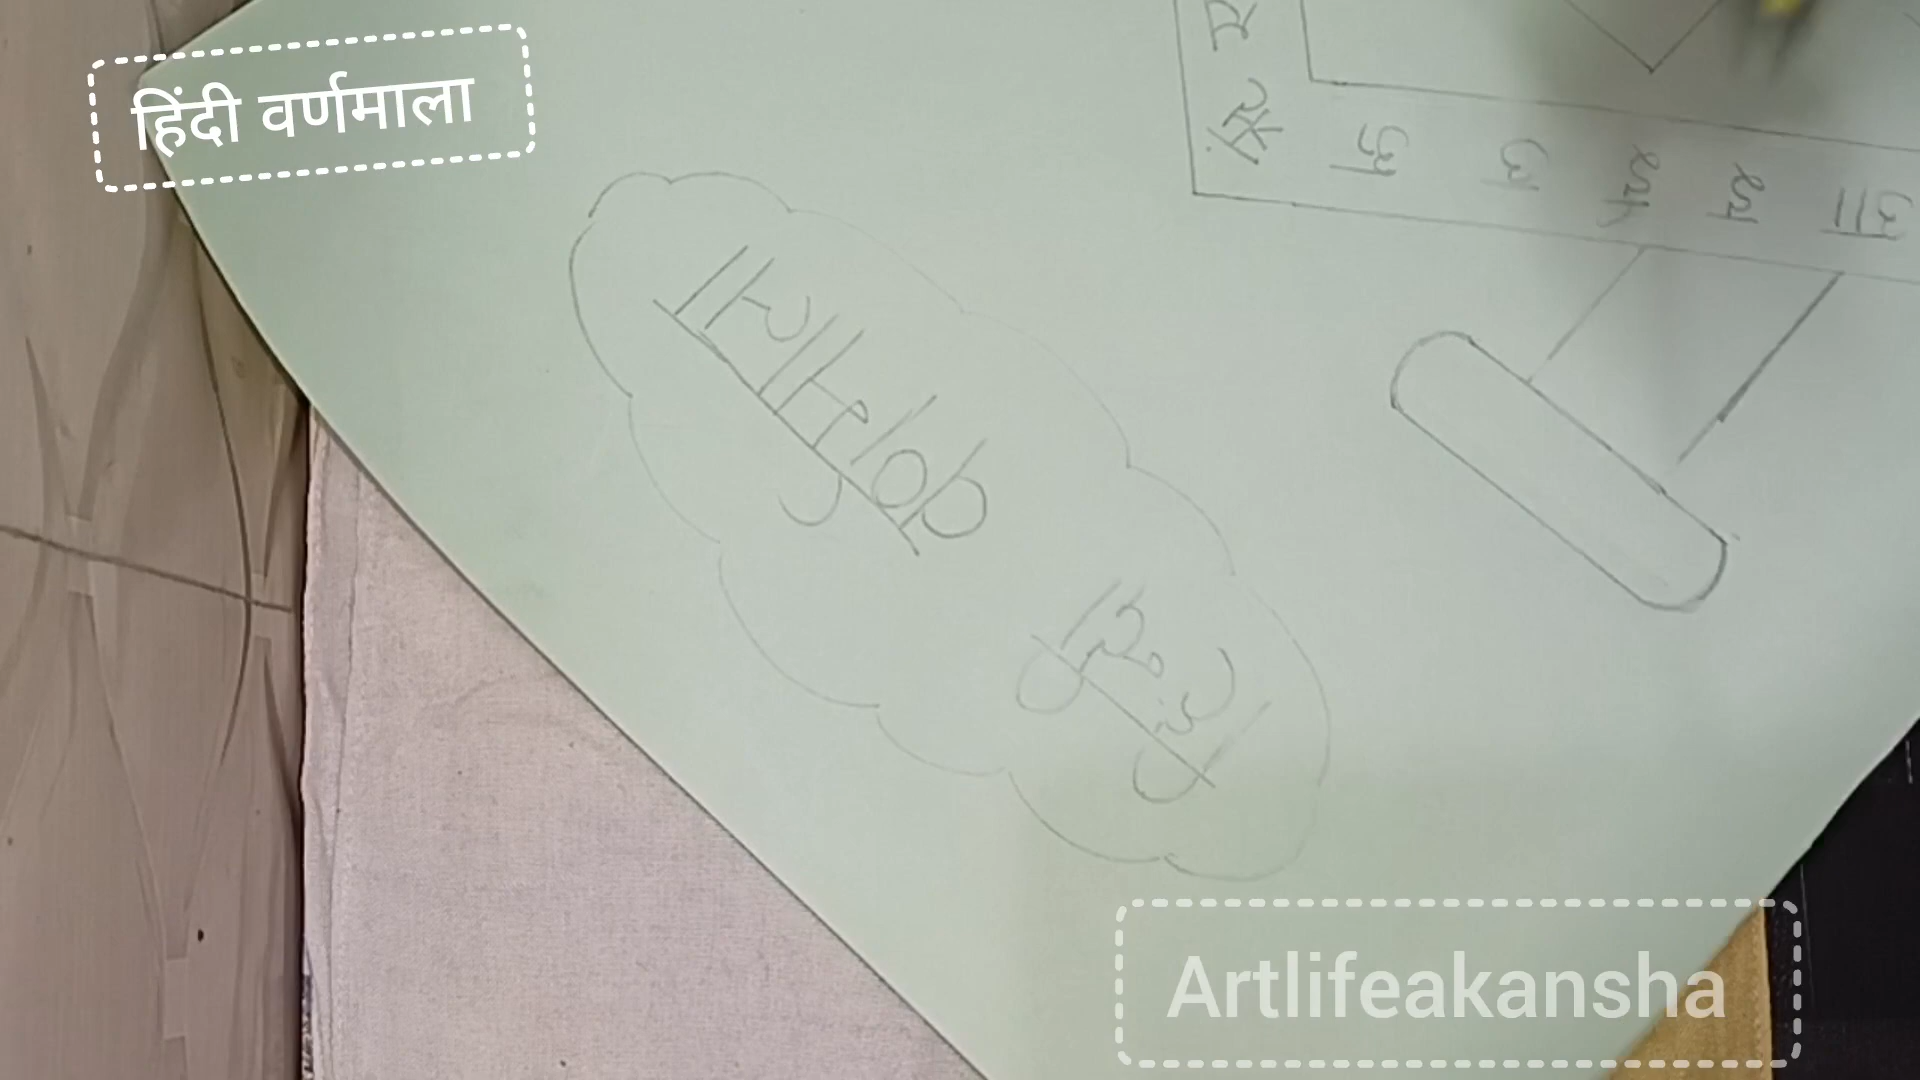 हिंदी वर्णमाला
हिंदी
वर्णमाला
आ इ ई उ ऊ ऋ ए
Artlifeakansha